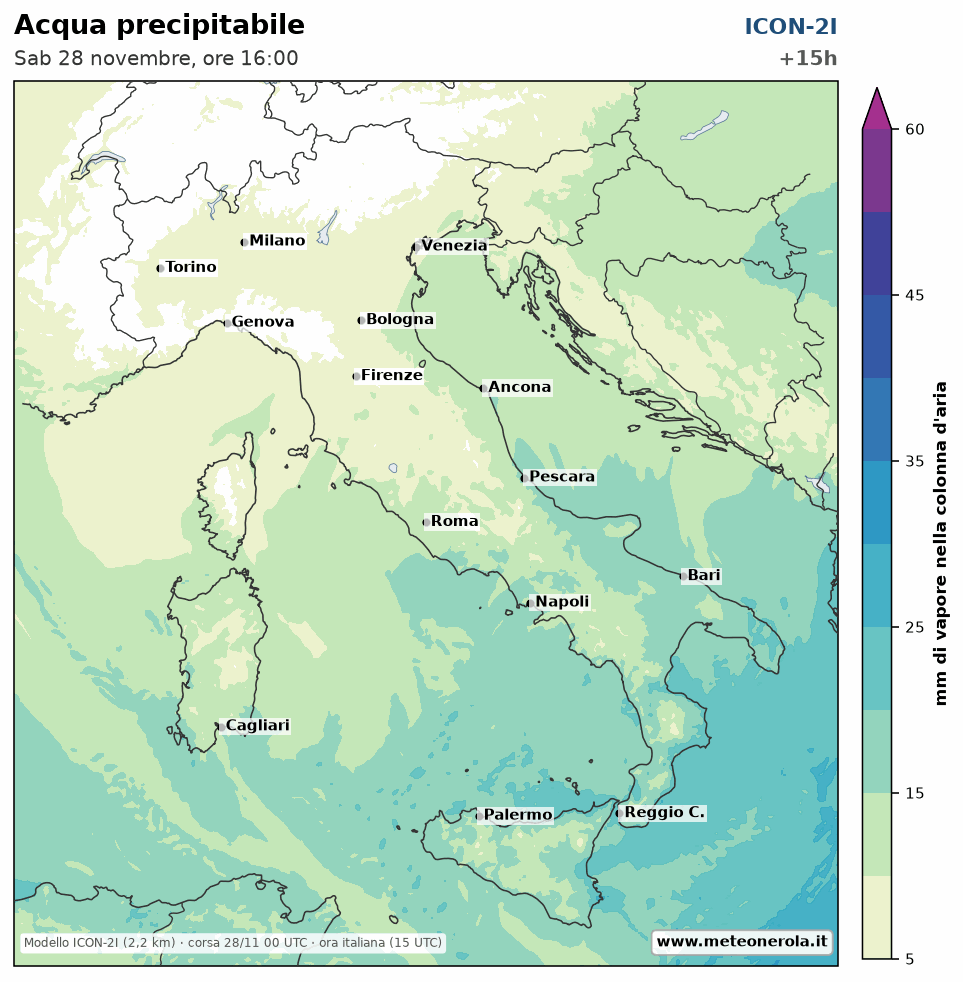 Acqua precipitabile
ICON-2I
Sab 28 novembre, ore 16:00
+15h
60
45
35
25
15
5
mm di vapore nella colonna d'aria
Milano
Torino
Venezia
Genova
Bologna
Firenze
Ancona
Pescara
Roma
Bari
Napoli
Cagliari
Palermo
Reggio C.
Modello ICON-2I (2,2 km) · corsa 28/11 00 UTC · ora italiana (15 UTC)
www.meteonerola.it